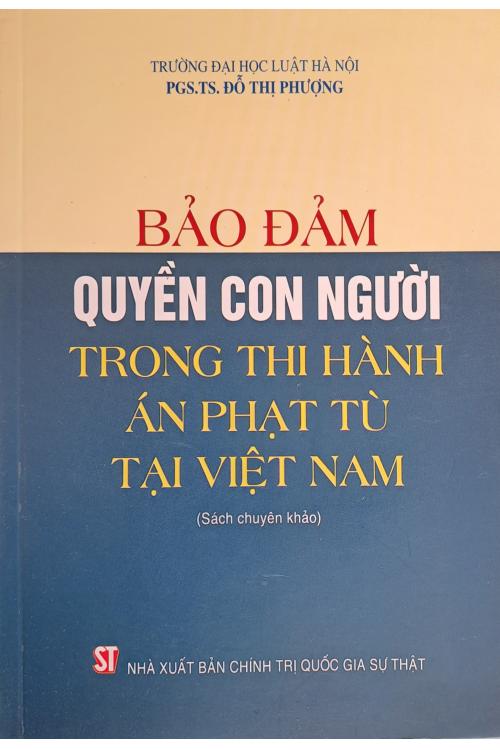 TRƯỜNG ĐẠI HỌC LUẬT HÀ NỘI
PGS.TS. ĐỖ THỊ PHƯỢNG
BẢO ĐẢM
QUYỀN CON NGƯỜI
TRONG THI HÀNH
ÁN PHẠT TÙ
TẠI VIỆT NAM
(Sách chuyên khảo)
ST NHÀ XUẤT BẢN CHÍNH TRỊ QUỐC GIA SỰ THẬT